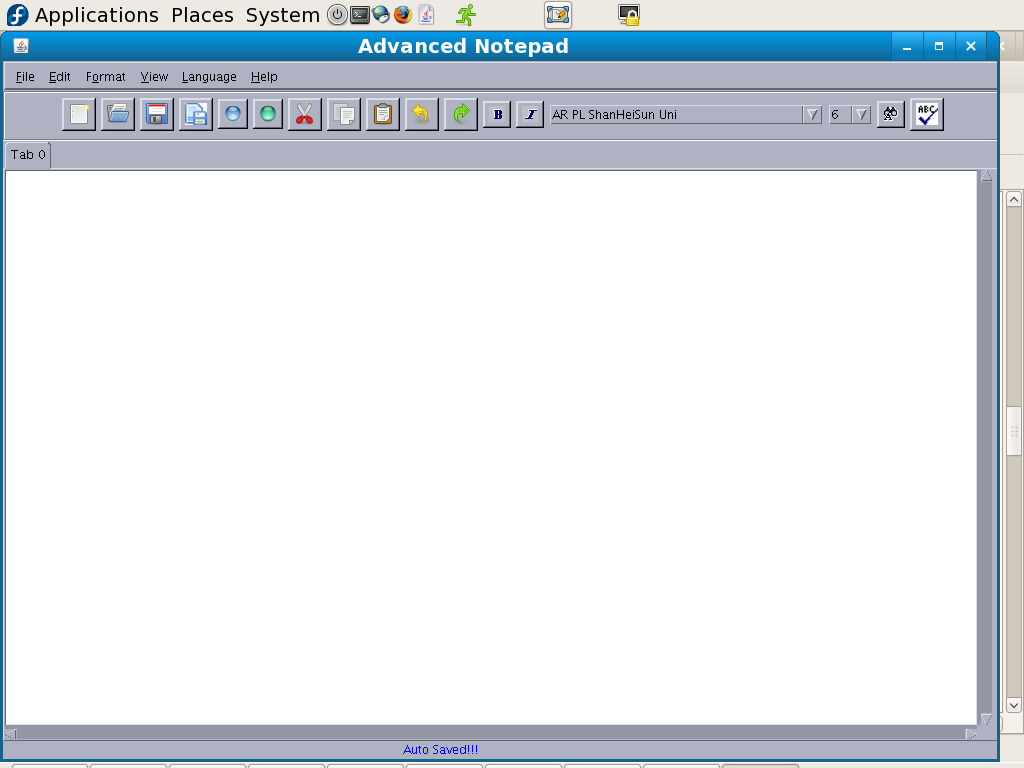 Applications Places System
Advanced Notepad
File Edit Format View Language Help
B I AR PL ShanHeiSun Uni 6 ABC
Tab 0
Auto Saved!!!